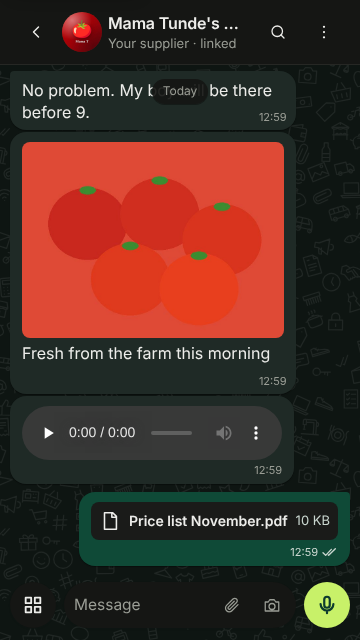 Mama Tunde's ...
Your supplier · linked
Today
No problem. My be there
before 9.
12:59
Fresh from the farm this morning
12:59
0:00 / 0:00
12:59
Price list November.pdf 10 KB
12:59
Message